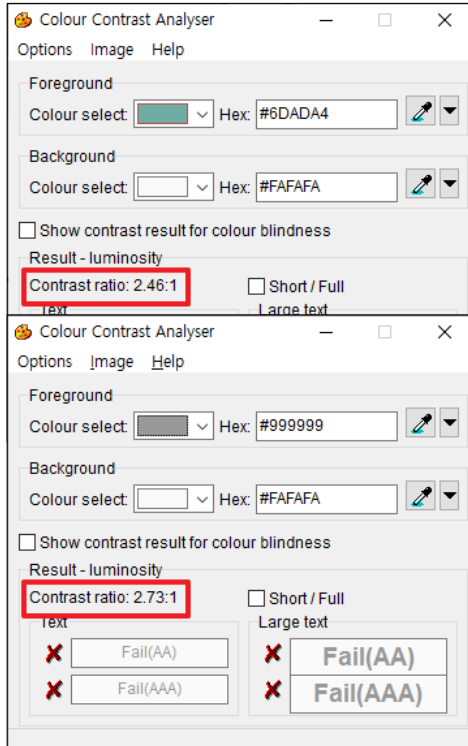 Colour Contrast Analyser
Options Image Help
Foreground
Colour select: Hex: #6DADA4
Background
Colour select: Hex: #FAFAFA
Show contrast result for colour blindness
Result - luminosity
Contrast ratio: 2.46:1 Short / Full
Text Large text
Colour Contrast Analyser
Options Image Help
Foreground
Colour select: Hex: #999999
Background
Colour select: Hex: #FAFAFA
Show contrast result for colour blindness
Result - luminosity
Contrast ratio: 2.73:1 Short / Full
Text Large text
Fail(AA) Fail(AA)
Fail(AAA) Fail(AAA)